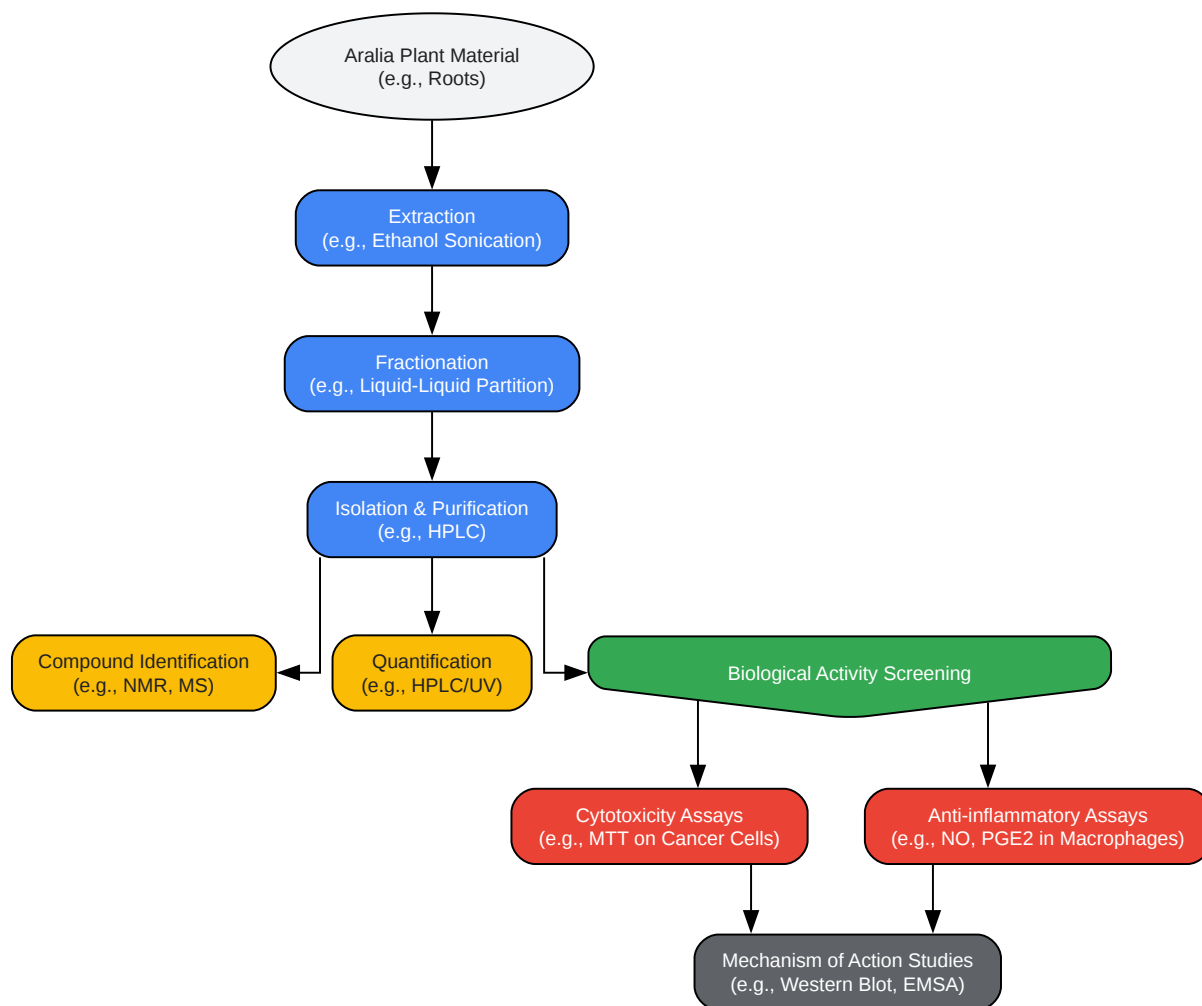 Aralia Plant Material
(e.g., Roots)
Extraction
(e.g., Ethanol Sonication)
Fractionation
(e.g., Liquid-Liquid Partition)
Isolation & Purification
(e.g., HPLC)
Compound Identification
(e.g., NMR, MS)
Quantification
(e.g., HPLC/UV)
Biological Activity Screening
Cytotoxicity Assays
(e.g., MTT on Cancer Cells)
Anti-inflammatory Assays
(e.g., NO, PGE2 in Macrophages)
Mechanism of Action Studies
(e.g., Western Blot, EMSA)